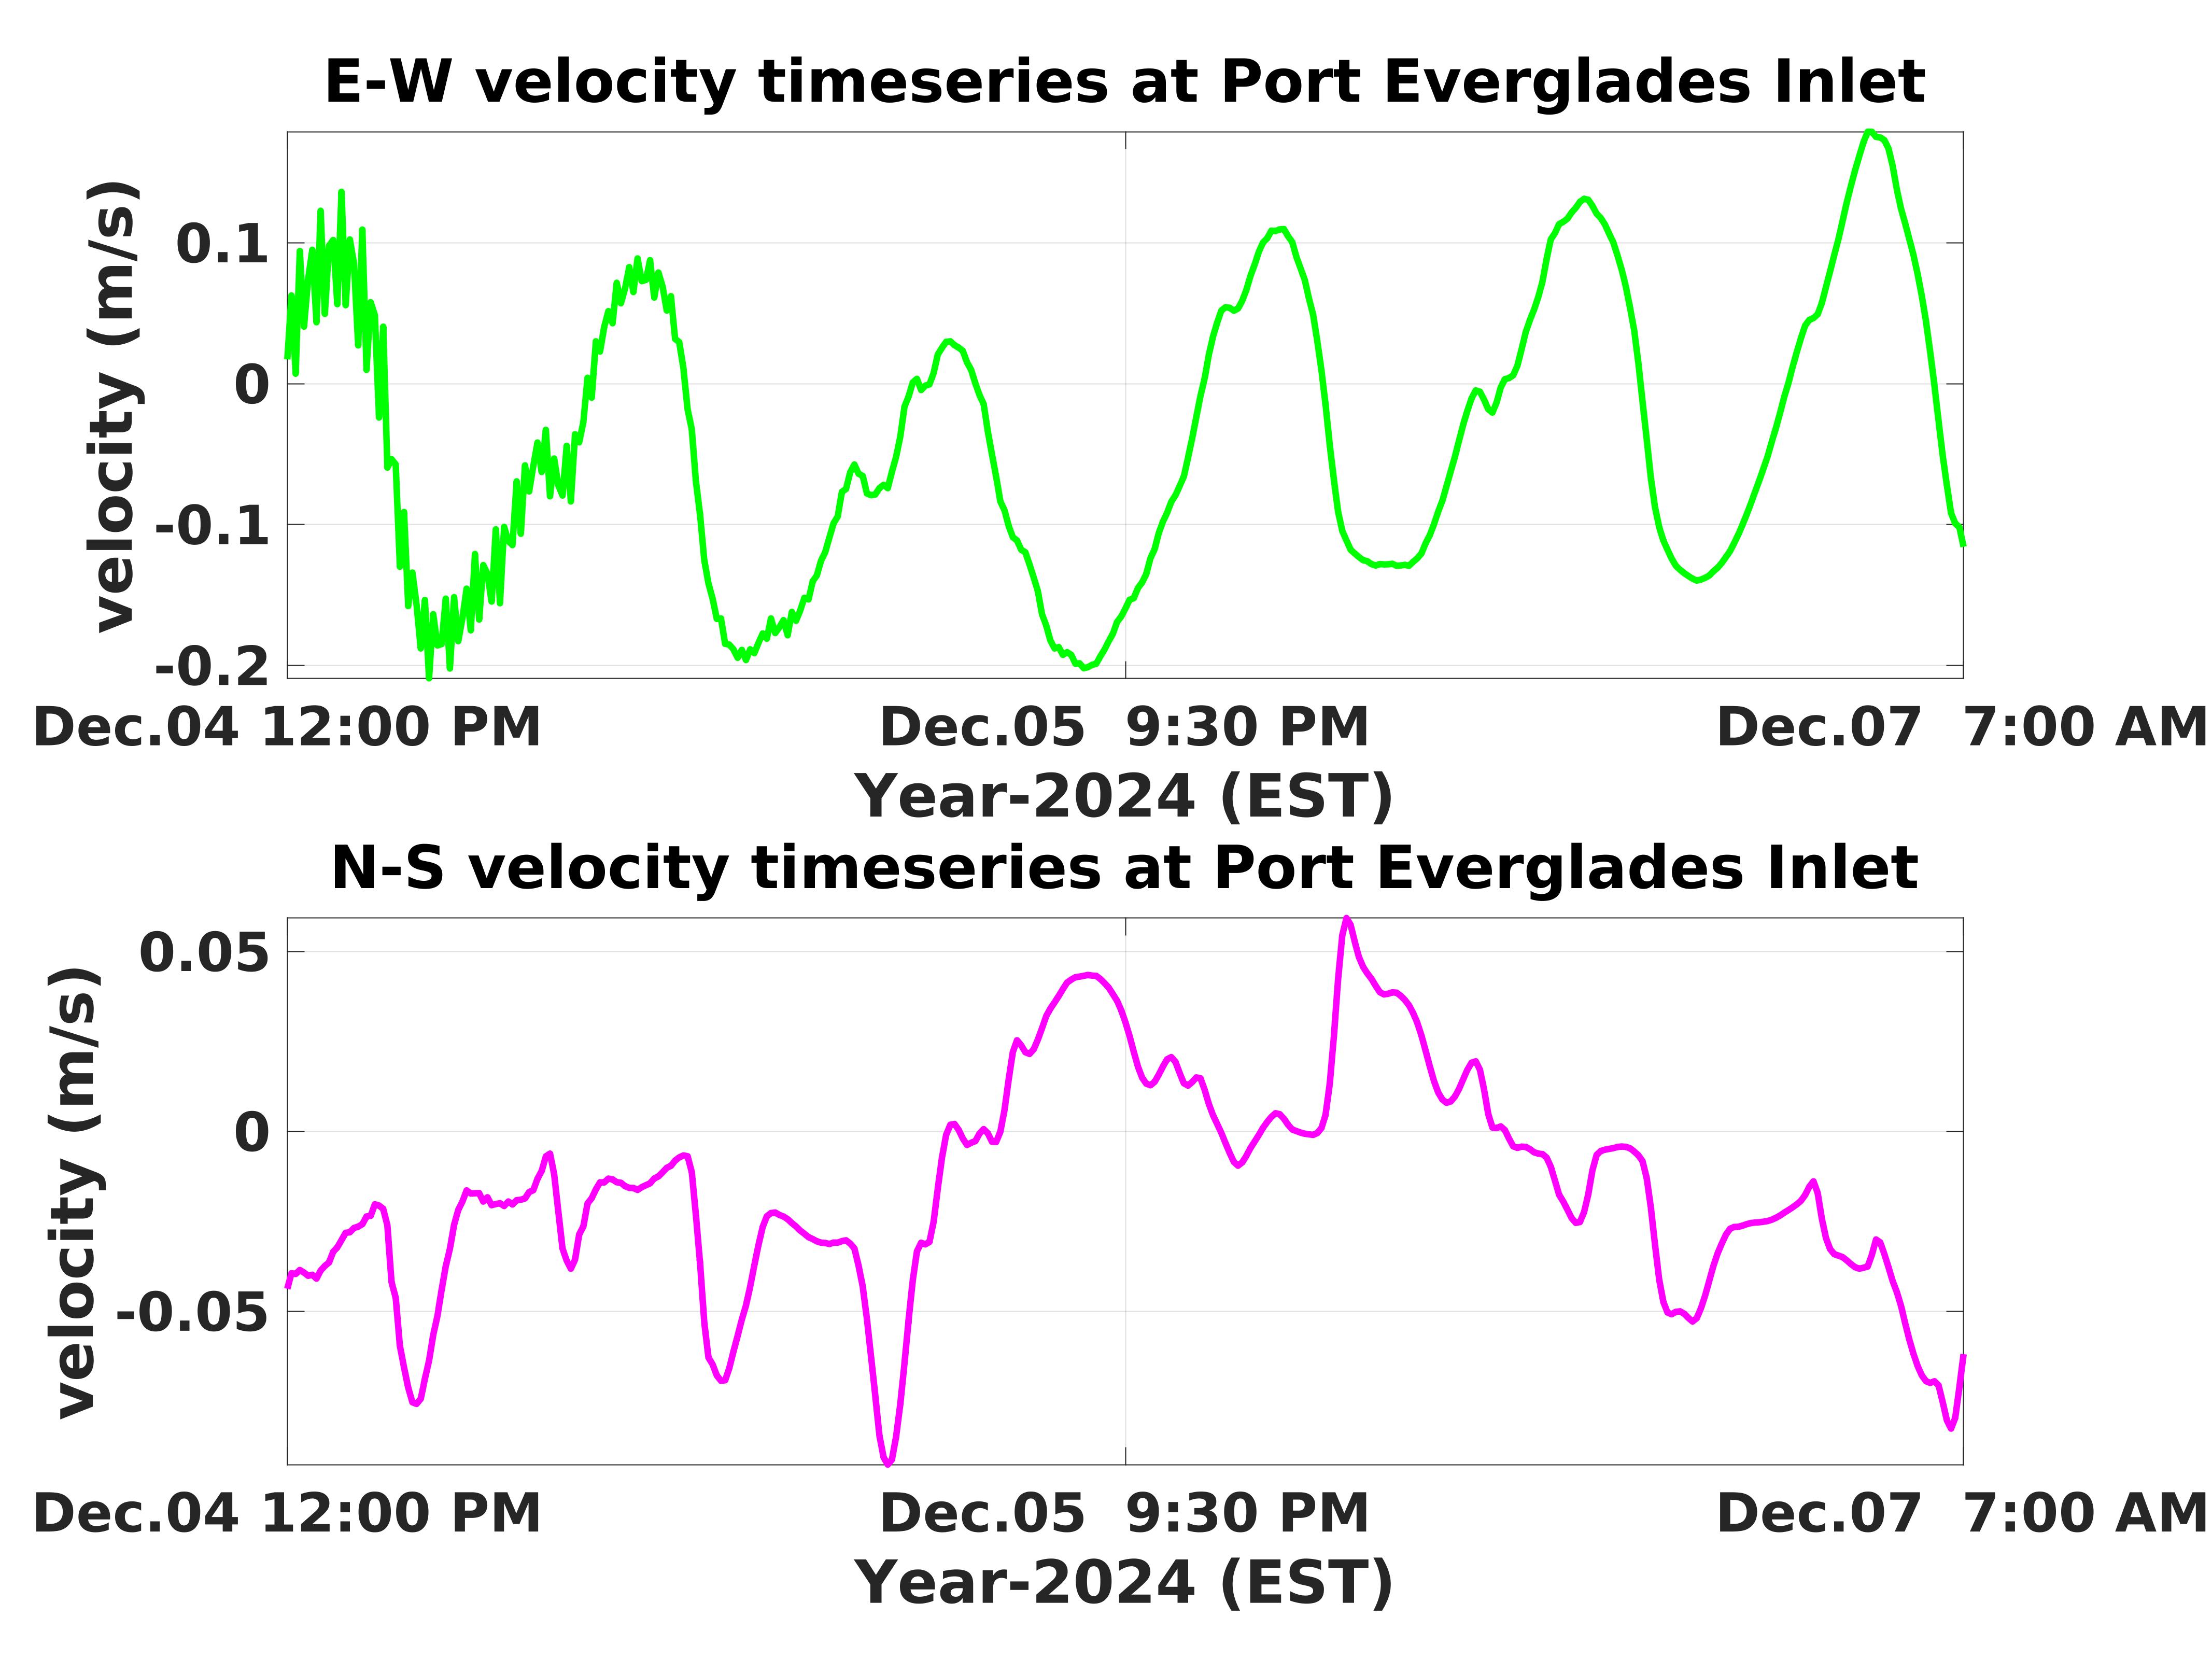 E-W velocity timeseries at Port Everglades Inlet
velocity (m/s)
0.1
0
-0.1
-0.2
Dec.04 12:00 PM Dec.05 9:30 PM Dec.07 7:00 AM
Year-2024 (EST)
N-S velocity timeseries at Port Everglades Inlet
velocity (m/s)
0.05
0
-0.05
Dec.04 12:00 PM Dec.05 9:30 PM Dec.07 7:00 AM
Year-2024 (EST)